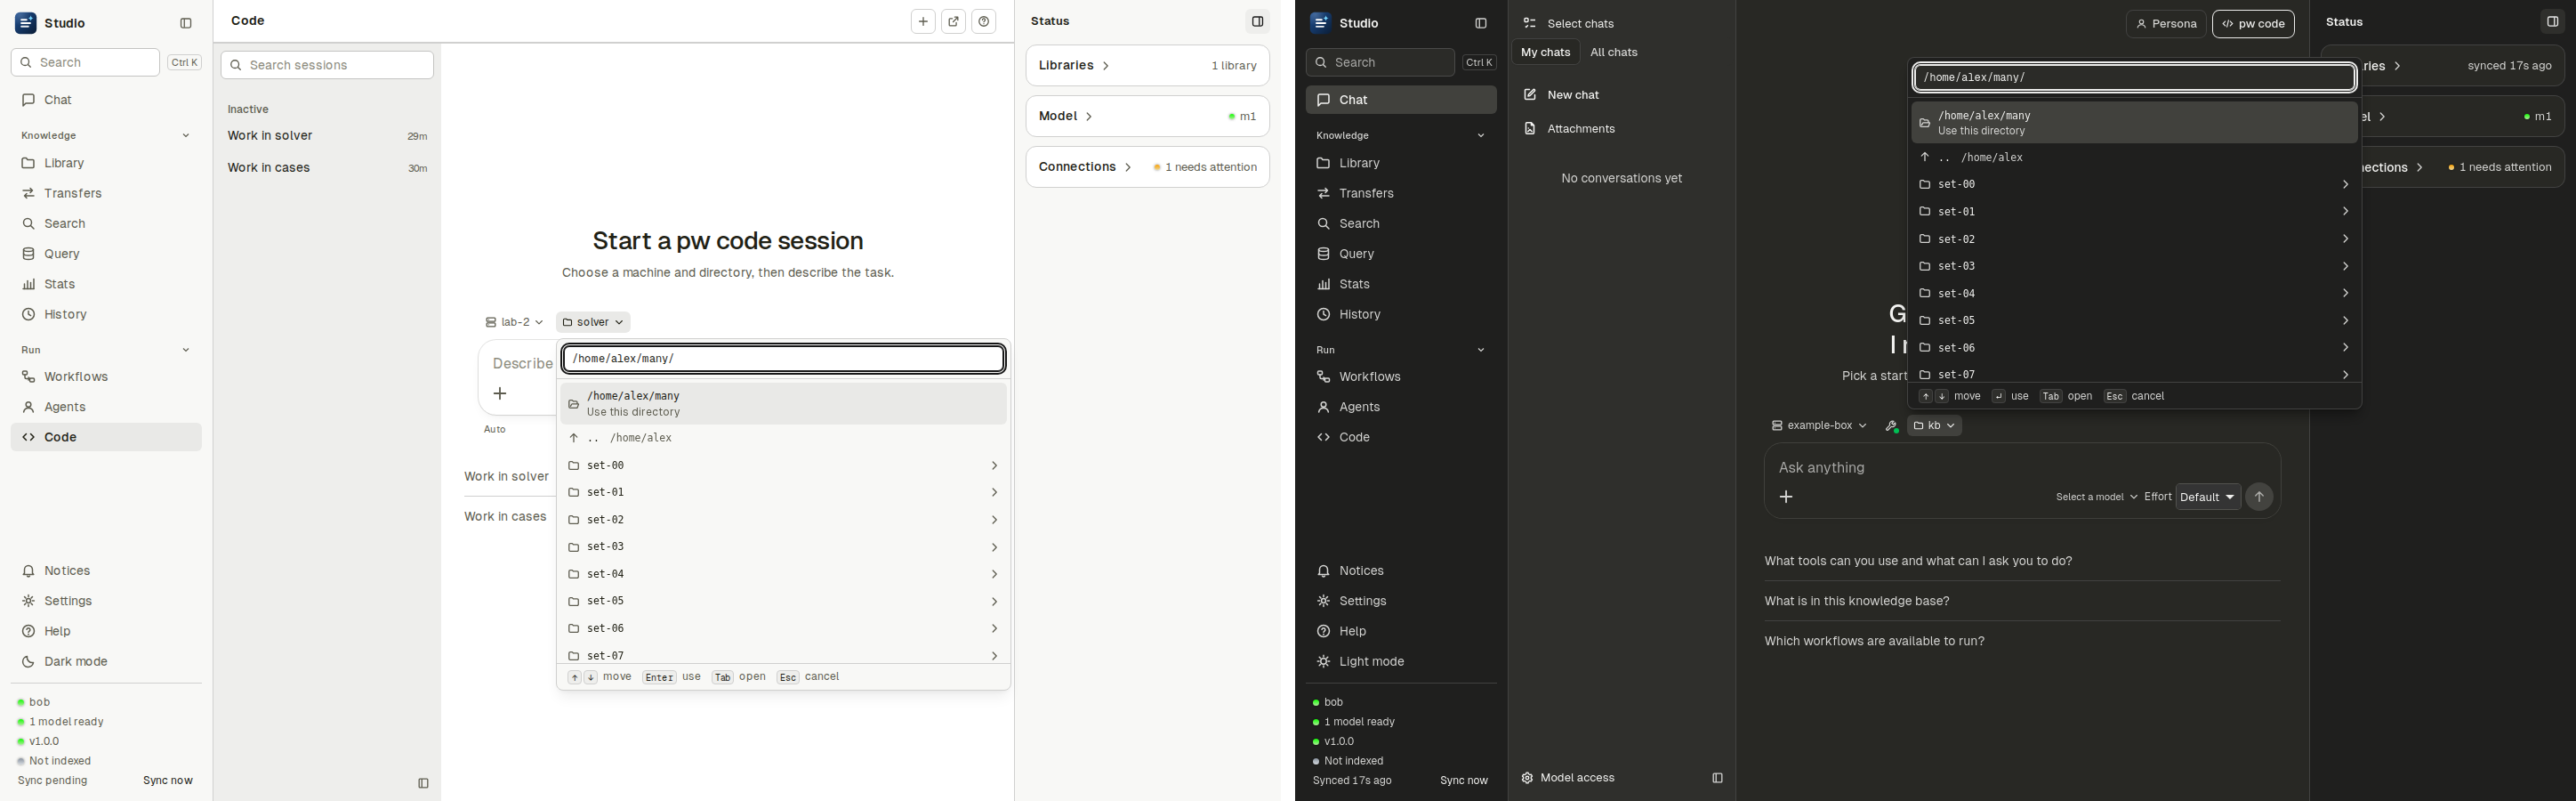 Studio
Search
Ctrl K
Chat
Knowledge
Library
Transfers
Search
Query
Stats
History
Run
Workflows
Agents
Code
Notices
Settings
Help
Dark mode
bob
1 model ready
v1.0.0
Not indexed
Sync pending
Sync now
Code
Search sessions
Inactive
Work in solver 29m
Work in cases 30m
Start a pw code session
Choose a machine and directory, then describe the task.
lab-2
solver
Describe
Auto
Work in solver
Work in cases
/home/alex/many/
/home/alex/many
Use this directory
.. /home/alex
set-00
set-01
set-02
set-03
set-04
set-05
set-06
set-07
↑ ↓ move Enter use Tab open Esc cancel
Status
Libraries 1 library
Model m1
Connections 1 needs attention
Studio
Search
Ctrl K
Chat
Knowledge
Library
Transfers
Search
Query
Stats
History
Run
Workflows
Agents
Code
Notices
Settings
Help
Light mode
bob
1 model ready
v1.0.0
Not indexed
Synced 17s ago
Sync now
Select chats
My chats All chats
New chat
Attachments
No conversations yet
Model access
Persona
pw code
/home/alex/many/
/home/alex/many
Use this directory
.. /home/alex
set-00
set-01
set-02
set-03
set-04
set-05
set-06
set-07
↑ ↓ move ↵ use Tab open Esc cancel
G
I
Pick a start
example-box
kb
Ask anything
Select a model
Effort
Default
What tools can you use and what can I ask you to do?
What is in this knowledge base?
Which workflows are available to run?
Status
ries synced 17s ago
el m1
nections 1 needs attention